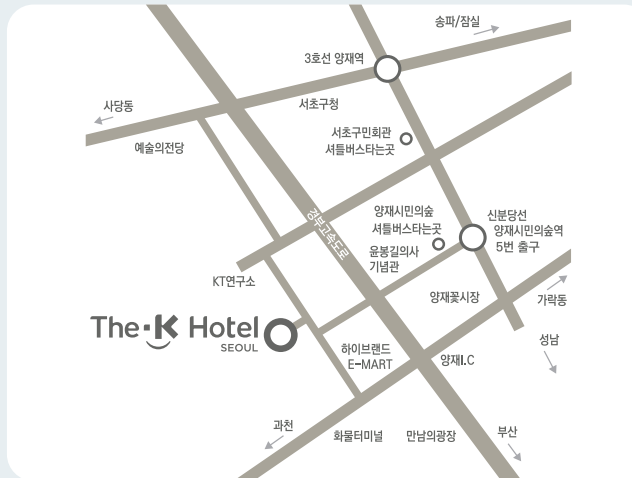 송파/잠실
3호선 양재역
사당동
서초구청
예술의전당
서초구민회관
셔틀버스타는곳
경부고속도로
양재시민의숲
셔틀버스타는곳
윤봉길의사
기념관
신분당선
양재시민의숲역
5번 출구
KT연구소
양재꽃시장
가락동
The-K Hotel
SEOUL
하이브랜드
E-MART
양재I.C
성남
과천
화물터미널
만남의광장
부산